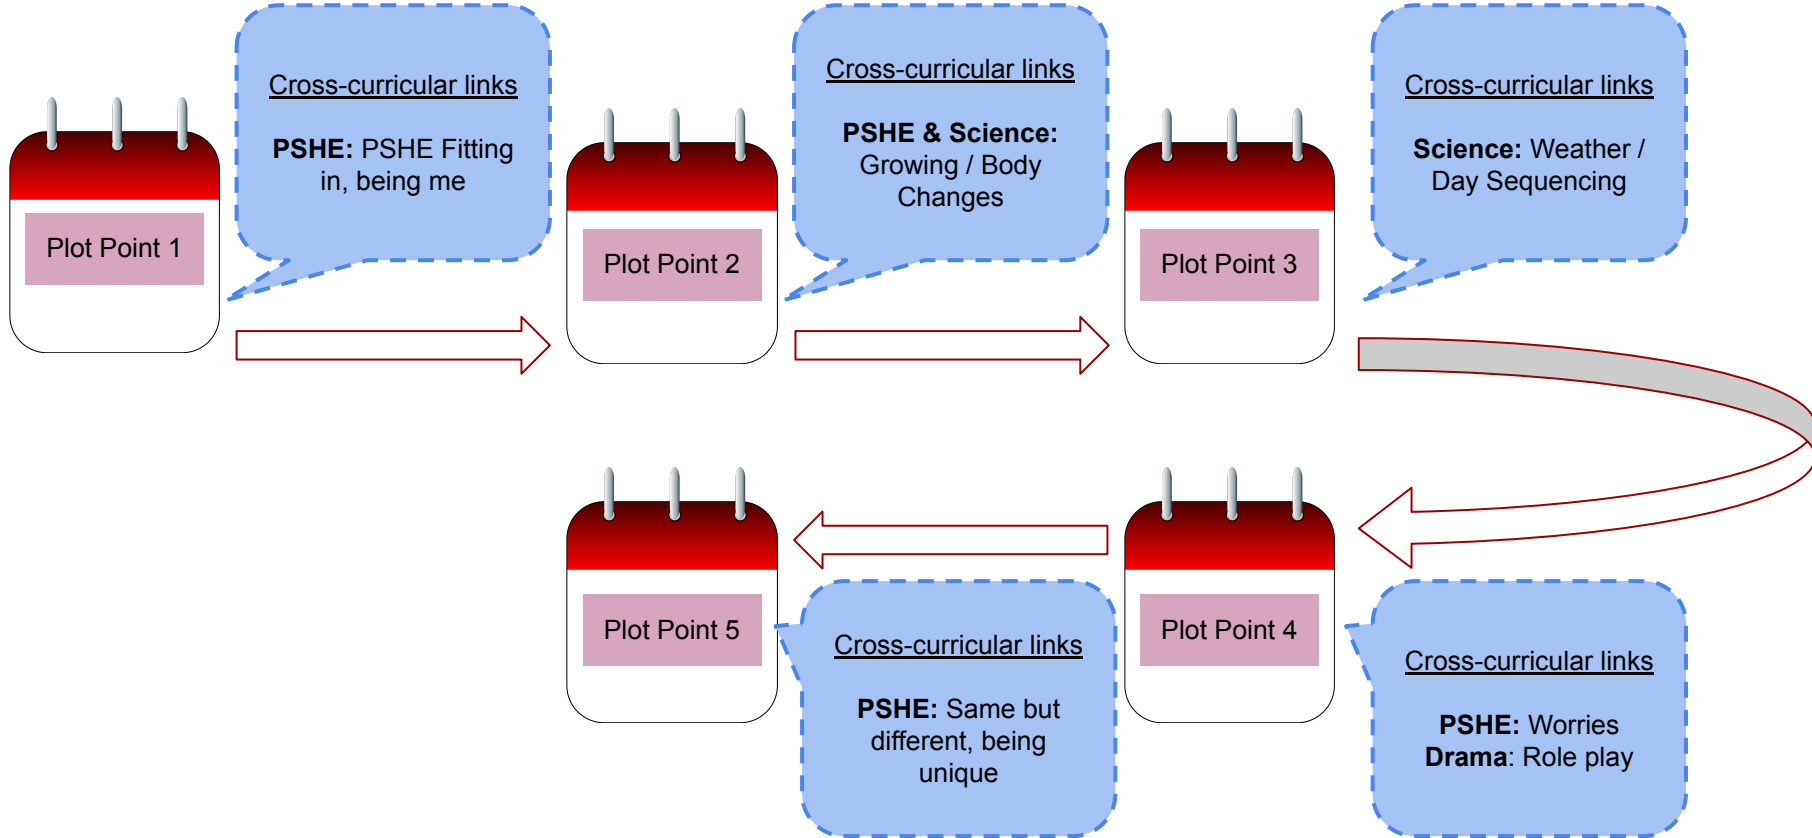 Plot Point 1
Cross-curricular links
PSHE: PSHE Fitting
in, being me
Plot Point 2
Cross-curricular links
PSHE & Science:
Growing / Body
Changes
Plot Point 3
Cross-curricular links
Science: Weather /
Day Sequencing
Plot Point 4
Cross-curricular links
PSHE: Worries
Drama: Role play
Plot Point 5
Cross-curricular links
PSHE: Same but
different, being
unique